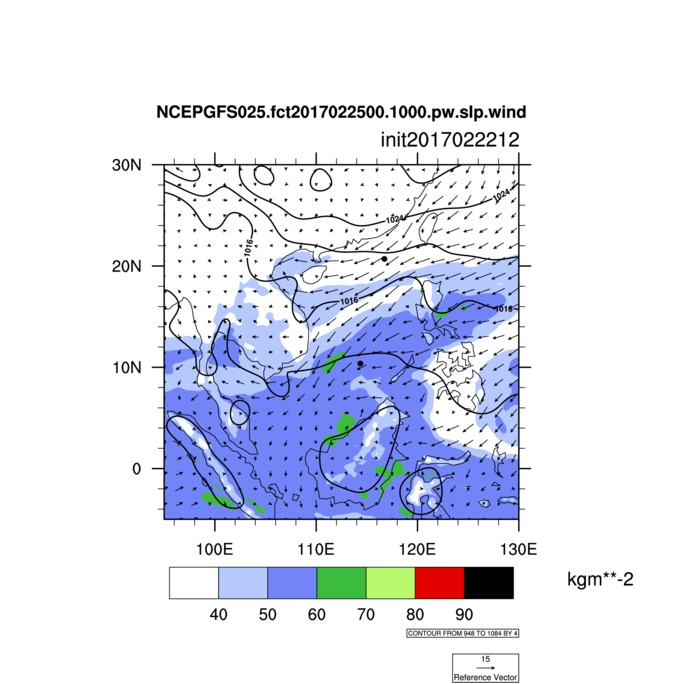 NCEPGFS025.fct2017022500.1000.pw.slp.wind
init2017022212
30N
20N
10N
0
1024
1024
1016
1016
1016
100E 110E 120E 130E
40 50 60 70 80 90
kgm**-2
CONTOUR FROM 948 TO 1084 BY 4
15
Reference Vector